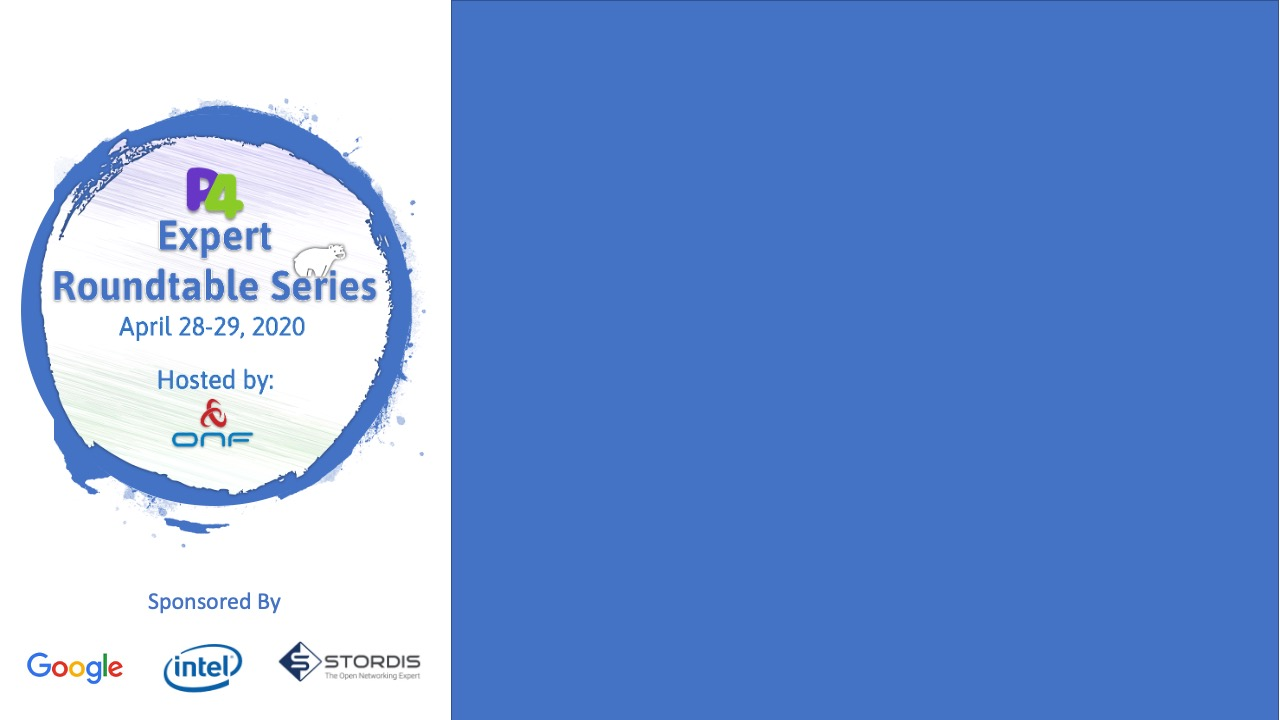 P4
Expert
Roundtable Series
April 28-29, 2020
Hosted by:
ONF
Sponsored By
Google
intel
STORDIS
The Open Networking Expert